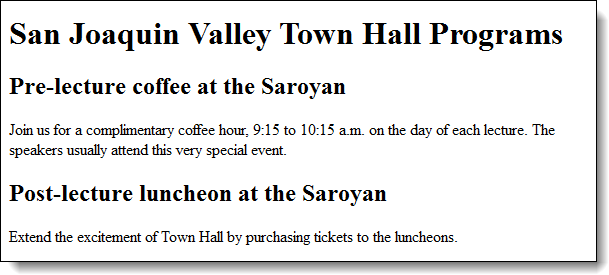 San Joaquin Valley Town Hall Programs
Pre-lecture coffee at the Saroyan
Join us for a complimentary coffee hour, 9:15 to 10:15 a.m. on the day of each lecture. The
speakers usually attend this very special event.
Post-lecture luncheon at the Saroyan
Extend the excitement of Town Hall by purchasing tickets to the luncheons.